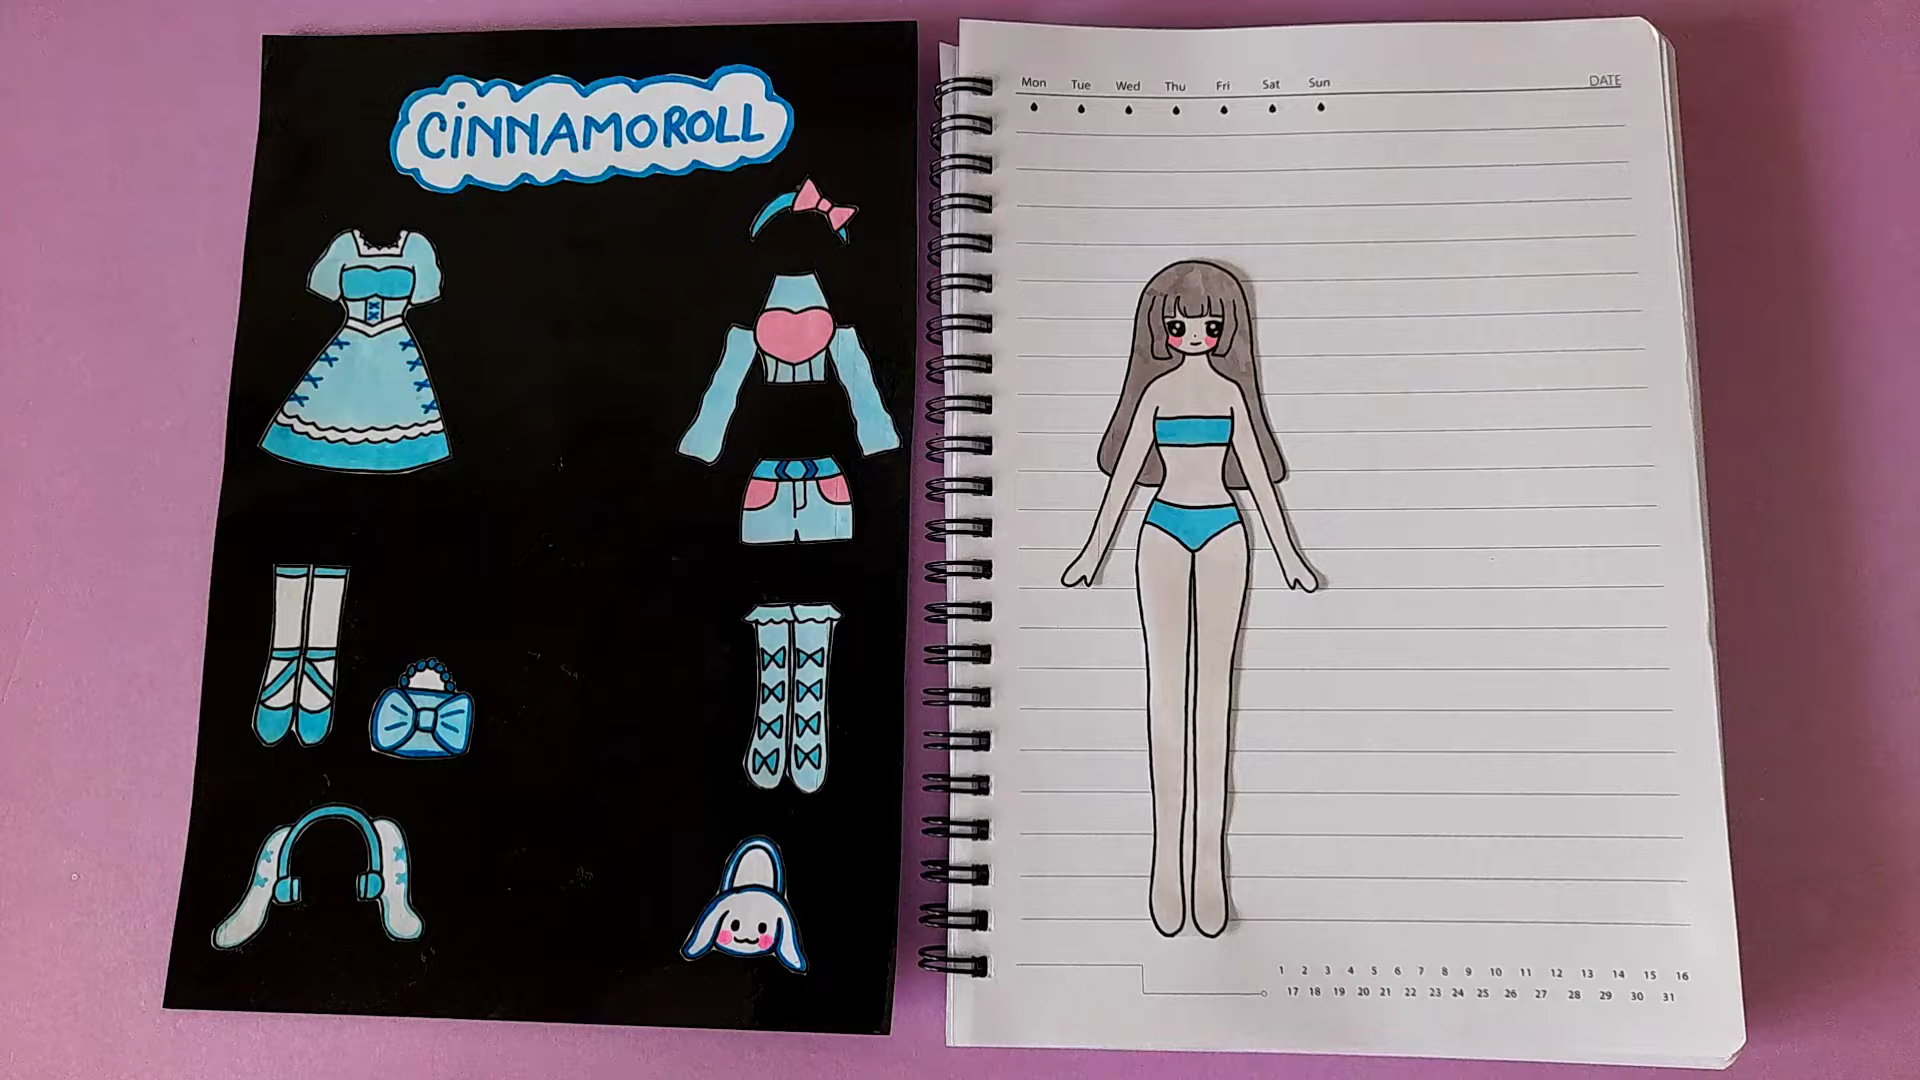 CiNNAMOROLL
Mon Tue Wed Thu Fri Sat Sun DATE
1 2 3 4 5 6 7 8 9 10 11 12 13 14 15 16
17 18 19 20 21 22 23 24 25 26 27 28 29 30 31